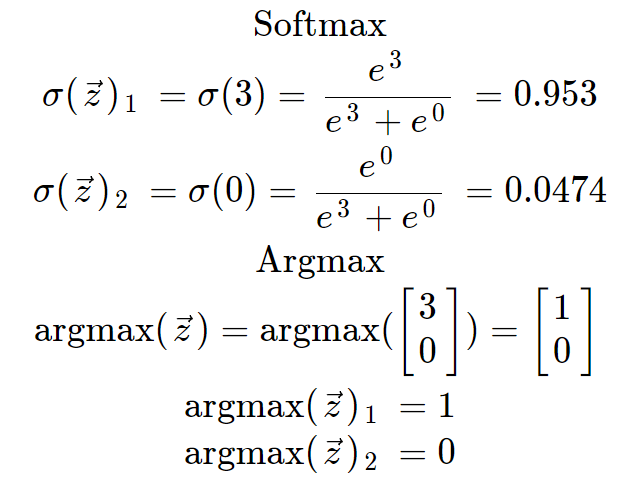 Softmax
σ(z⃗)₁ = σ(3) = e³ / (e³ + e⁰) = 0.953
σ(z⃗)₂ = σ(0) = e⁰ / (e³ + e⁰) = 0.0474
Argmax
argmax(z⃗) = argmax([3 0]) = [1 0]
argmax(z⃗)₁ = 1
argmax(z⃗)₂ = 0